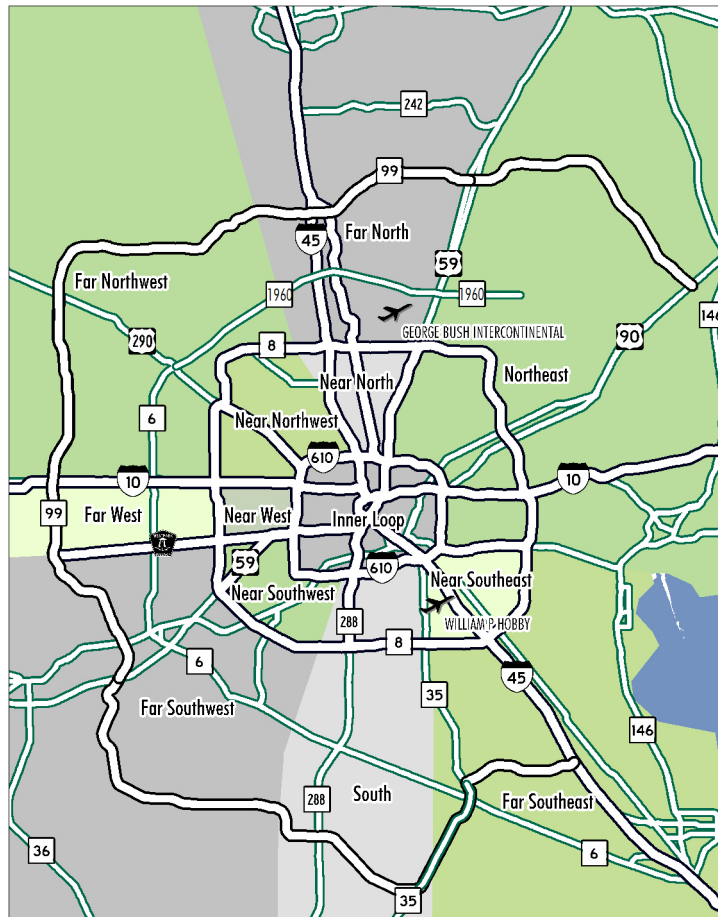 242
99
45
Far North
59
Far Northwest
1960
1960
146
GEORGE BUSH INTERCONTINENTAL
290
8
90
Near North
Northeast
6
Near Northwest
610
10
10
99
Far West
Near West
Inner Loop
59
610
Near Southeast
Near Southwest
288
WILLIAM P HOBBY
8
6
45
35
Far Southwest
146
288
South
Far Southeast
36
6
35